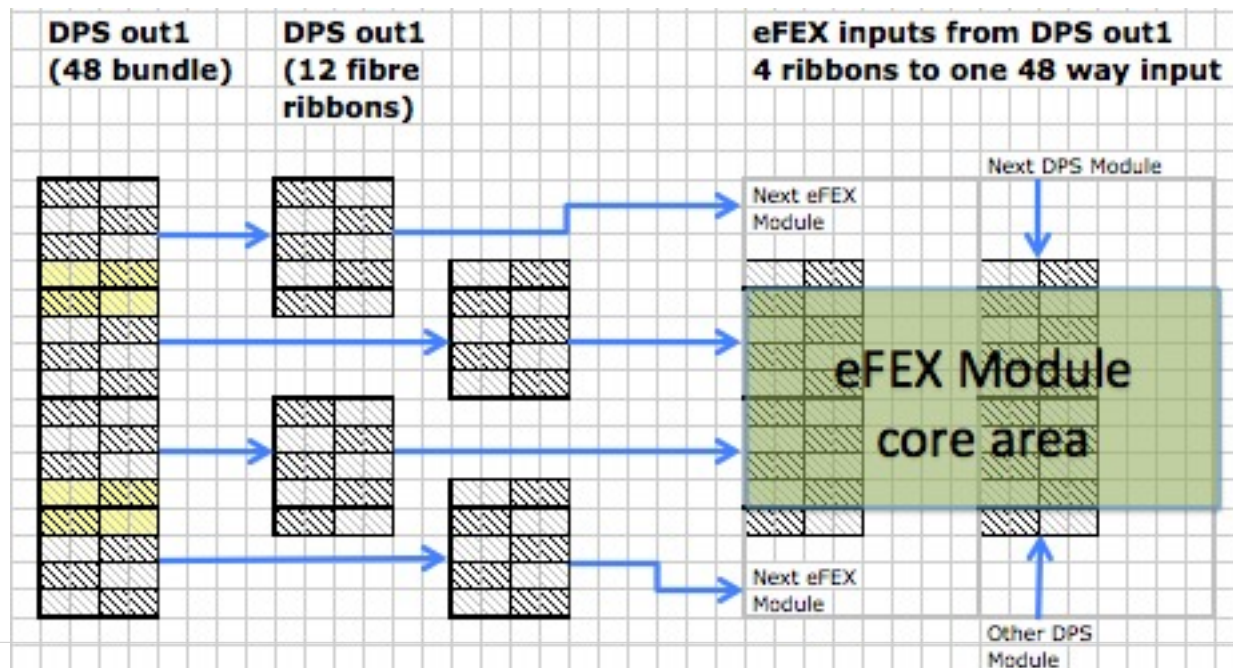 DPS out1
(48 bundle)
DPS out1
(12 fibre
ribbons)
eFEX inputs from DPS out1
4 ribbons to one 48 way input
Next DPS Module
Next eFEX
Module
eFEX Module
core area
Next eFEX
Module
Other DPS
Module